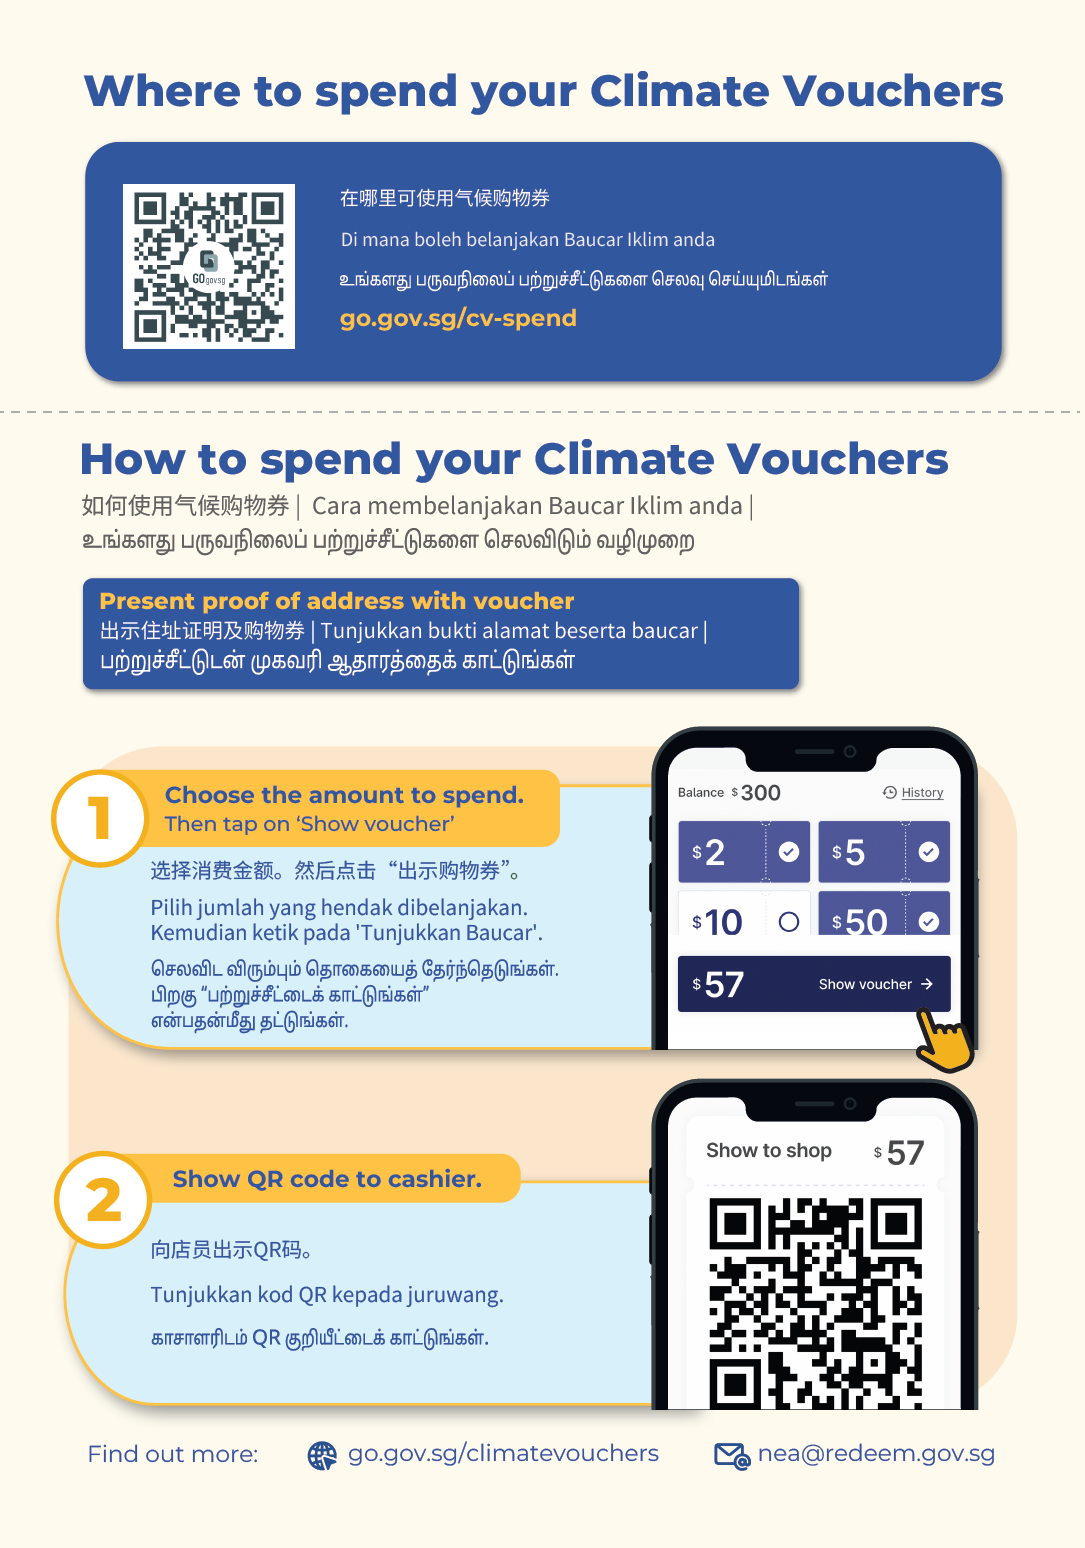 Where to spend your Climate Vouchers
GOgovsg
在哪里可使用气候购物券
Di mana boleh belanjakan Baucar Iklim anda
உங்களது பருவநிலைப் பற்றுச்சீட்டுகளை செலவு செய்யுமிடங்கள்
go.gov.sg/cv-spend
How to spend your Climate Vouchers
如何使用气候购物券 | Cara membelanjakan Baucar Iklim anda |
உங்களது பருவநிலைப் பற்றுச்சீட்டுகளை செலவிடும் வழிமுறை
Present proof of address with voucher
出示住址证明及购物券 | Tunjukkan bukti alamat beserta baucar |
பற்றுச்சீட்டுடன் முகவரி ஆதாரத்தைக் காட்டுங்கள்
1
Choose the amount to spend.
Then tap on ‘Show voucher’
选择消费金额。然后点击“出示购物券”。
Pilih jumlah yang hendak dibelanjakan.
Kemudian ketik pada 'Tunjukkan Baucar'.
செலவிட விரும்பும் தொகையைத் தேர்ந்தெடுங்கள்.
பிறகு “பற்றுச்சீட்டைக் காட்டுங்கள்”
என்பதன்மீது தட்டுங்கள்.
Balance $300 History
$2 $5
$10 $50
$57 Show voucher →
2
Show QR code to cashier.
向店员出示QR码。
Tunjukkan kod QR kepada juruwang.
காசாளரிடம் QR குறியீட்டைக் காட்டுங்கள்.
Show to shop $57
Find out more: go.gov.sg/climatevouchers nea@redeem.gov.sg